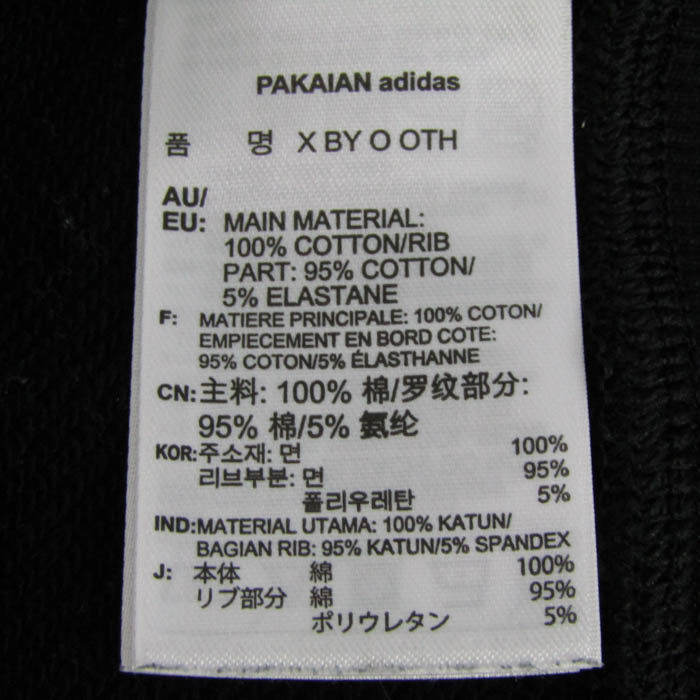 PAKAIAN adidas
품 명 X BY O OTH
AU/
EU: MAIN MATERIAL:
100% COTTON/RIB
PART: 95% COTTON/
5% ELASTANE
F: MATIERE PRINCIPALE: 100% COTON/
EMPIECEMENT EN BORD COTE:
95% COTON/5% ÉLASTHANNE
CN: 主料: 100% 棉/罗纹部分:
95% 棉/5% 氨纶
KOR: 주소재: 면 100%
리브부분: 면 95%
폴리우레탄 5%
IND: MATERIAL UTAMA: 100% KATUN/
BAGIAN RIB: 95% KATUN/5% SPANDEX
J: 本体 綿 100%
リブ部分 綿 95%
ポリウレタン 5%